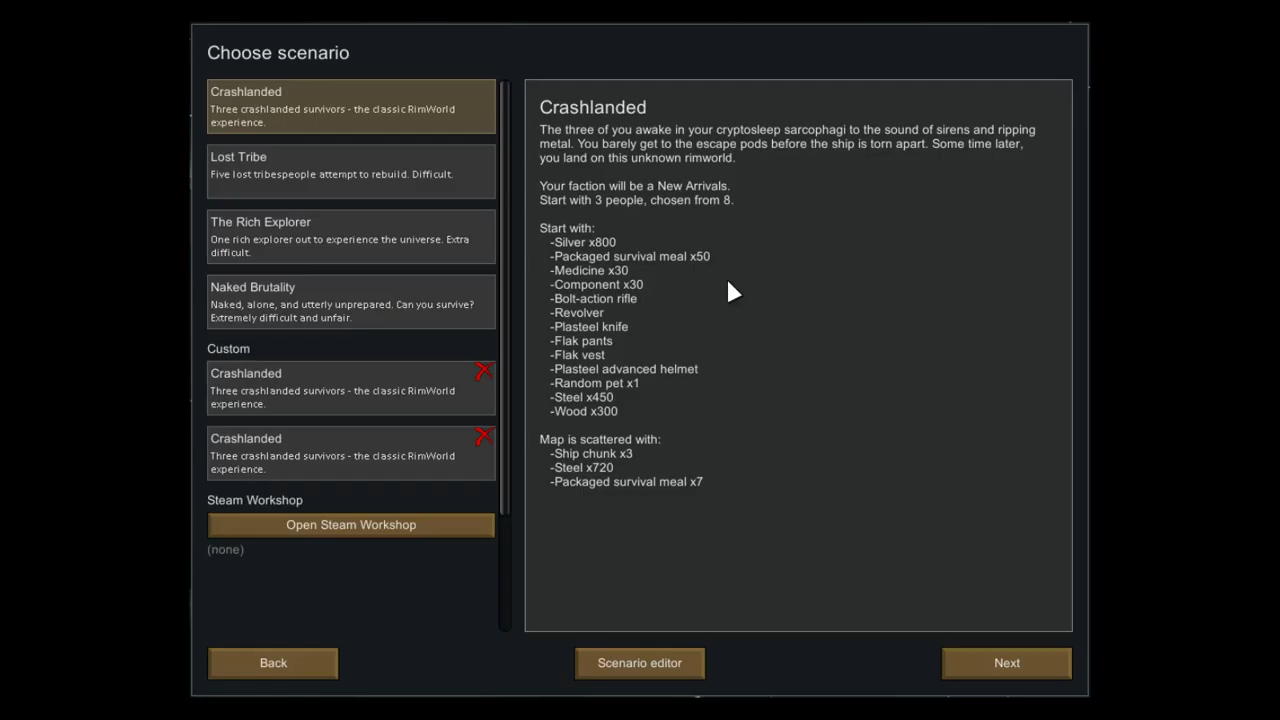 Choose scenario
Crashlanded
Three crashlanded survivors - the classic RimWorld
experience.
Lost Tribe
Five lost tribespeople attempt to rebuild. Difficult.
The Rich Explorer
One rich explorer out to experience the universe. Extra
difficult.
Naked Brutality
Naked, alone, and utterly unprepared. Can you survive?
Extremely difficult and unfair.
Custom
Crashlanded
Three crashlanded survivors - the classic RimWorld
experience.
Crashlanded
Three crashlanded survivors - the classic RimWorld
experience.
Steam Workshop
Open Steam Workshop
(none)
Crashlanded
The three of you awake in your cryptosleep sarcophagi to the sound of sirens and ripping
metal. You barely get to the escape pods before the ship is torn apart. Some time later,
you land on this unknown rimworld.
Your faction will be a New Arrivals.
Start with 3 people, chosen from 8.
Start with:
-Silver x800
-Packaged survival meal x50
-Medicine x30
-Component x30
-Bolt-action rifle
-Revolver
-Plasteel knife
-Flak pants
-Flak vest
-Plasteel advanced helmet
-Random pet x1
-Steel x450
-Wood x300
Map is scattered with:
-Ship chunk x3
-Steel x720
-Packaged survival meal x7
Back
Scenario editor
Next